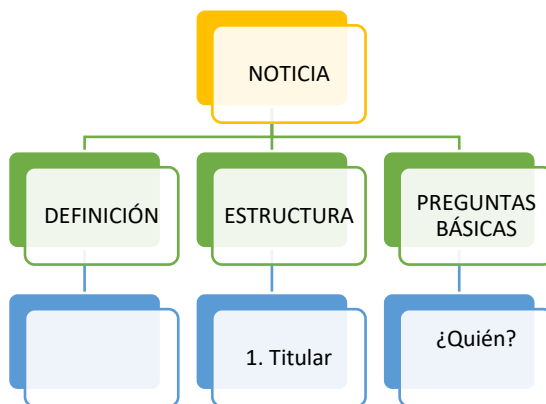 NOTICIA
DEFINICIÓN
ESTRUCTURA
PREGUNTAS
BÁSICAS
1. Titular
¿Quién?